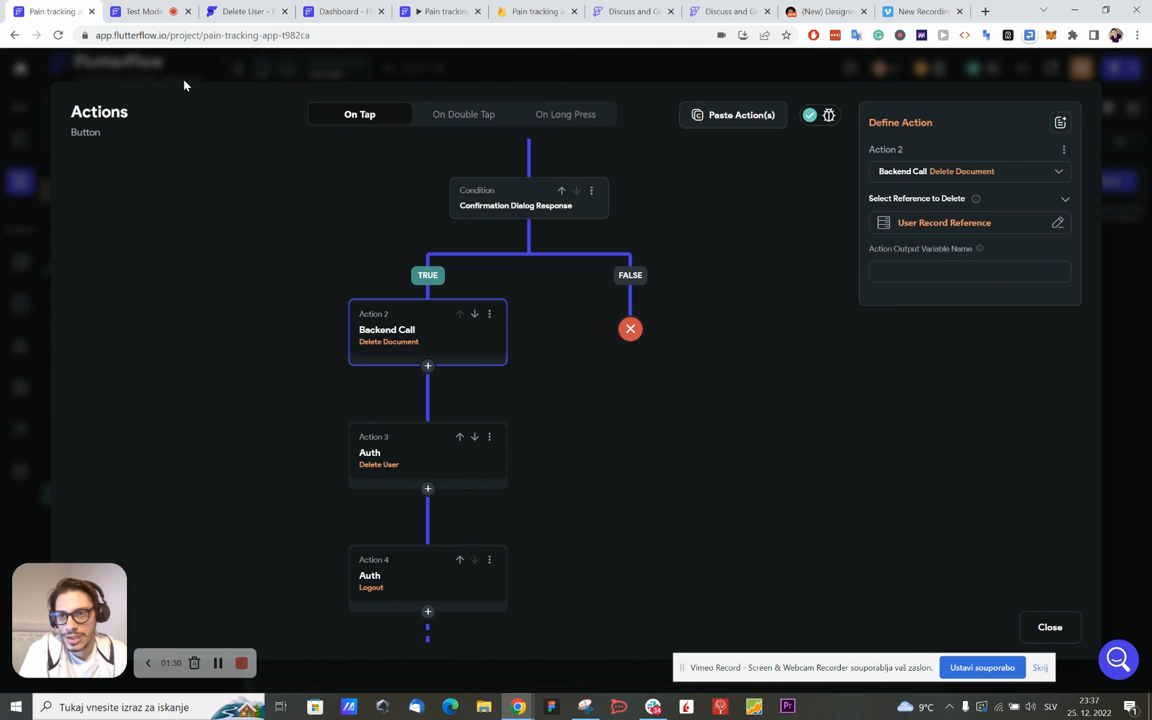 Pain tracking a
Test Mode
Delete User - F
Dashboard - Fl
Pain tracking
Pain tracking a
Discuss and Ge
Discuss and Ge
(New) Designe
New Recording
app.flutterflow.io/project/pain-tracking-app-t982ca
FlutterFlow
Actions
Button
On Tap
On Double Tap
On Long Press
Paste Action(s)
Define Action
Action 2
Backend Call Delete Document
Select Reference to Delete
User Record Reference
Action Output Variable Name
Condition
Confirmation Dialog Response
TRUE
FALSE
Action 2
Backend Call
Delete Document
Action 3
Auth
Delete User
Action 4
Auth
Logout
Close
01:30
Vimeo Record - Screen & Webcam Recorder souporablja vaš zaslon.
Ustavi souporabo
Skrij
Tukaj vnesite izraz za iskanje
9°C
SLV
23:37
25. 12. 2022